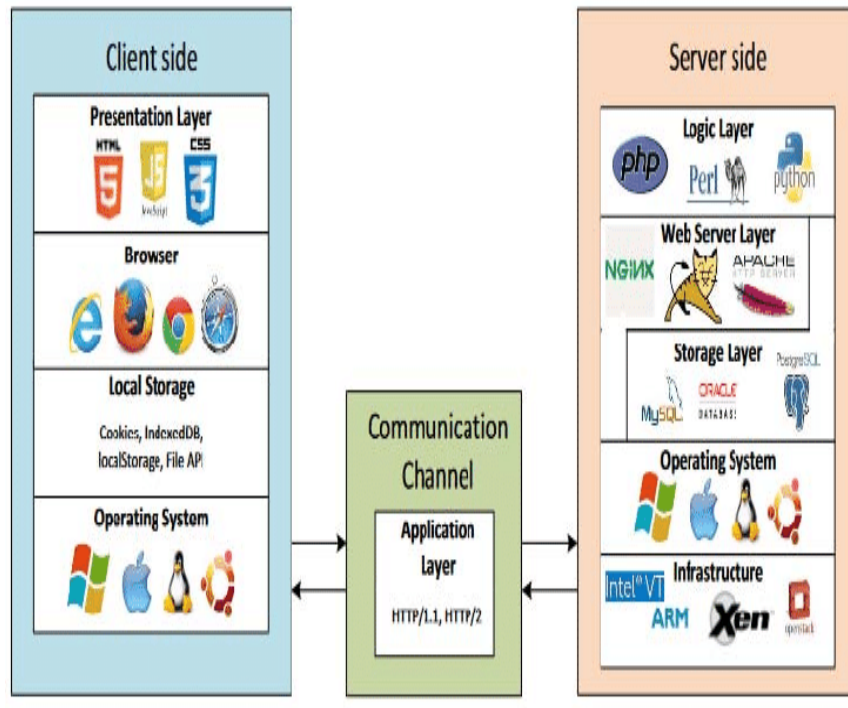 Client side
Presentation Layer
HTML
5
JS
JavaScript
CSS
3
Browser
Local Storage
Cookies, IndexedDB,
localStorage, File API
Operating System
Communication
Channel
Application
Layer
HTTP/1.1, HTTP/2
Server side
Logic Layer
php
Perl
python
Web Server Layer
NGINX
APACHE
HTTP SERVER
Storage Layer
MySQL
ORACLE
DATABASE
PostgreSQL
Operating System
Infrastructure
Intel® VT
ARM
Xen
openstack